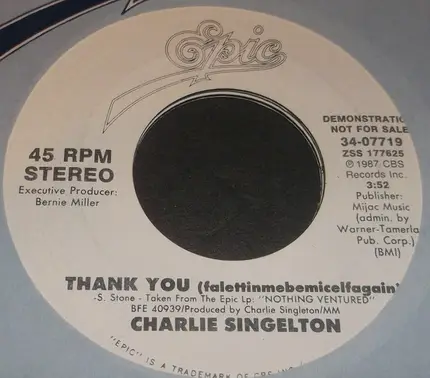 Epic
DEMONSTRATIO
NOT FOR SALE
34-07719
ZSS 177625
℗ 1987 CBS
Records Inc.
3:52
Publisher:
Mijac Music
(admin. by
Warner-Tamerla
Pub. Corp.)
(BMI)
45 RPM
STEREO
Executive Producer:
Bernie Miller
THANK YOU (falettinmebemicelfagain'
-S. Stone - Taken From The Epic Lp: "NOTHING VENTURED"
BFE 40939/Produced by Charlie Singleton/MM
CHARLIE SINGELTON
"EPIC" IS A TRADEMARK OF CBS INC.